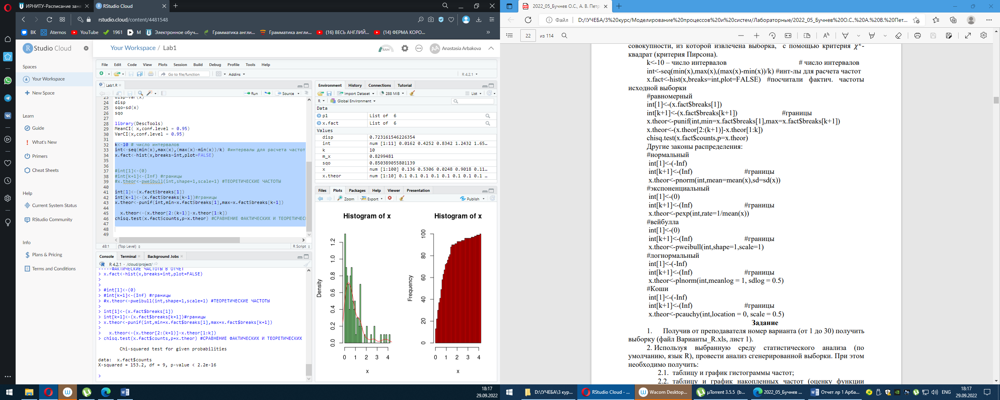 ИРНИТУ-Расписание заня
RStudio Cloud
rstudio.cloud/content/4481548
ВК
Aternos
YouTube
1961
М
Электронное обуч...
Грамматика англи...
Грамматика англи...
(16) ВЕСЬ АНГЛИЙ...
(14) ФЕРМА КОРО...
R Studio Cloud
Spaces
Your Workspace
New Space
Learn
Guide
What's New
Primers
Cheat Sheets
Help
Current System Status
RStudio Community
Info
Plans & Pricing
Terms and Conditions
Your Workspace / Lab1
RAM
AA Anastasia Arbakova
File Edit Code View Plots Session Build Debug Profile Tools Help
Go to file/function
Addins
R 4.2.1
Lab1.R
Run
Source
23 disp=var(x)
24 disp
25 sqo=sd(x)
26 sqo
27
28 library(DescTools)
29 MeanCI( x,conf.level = 0.95)
30 VarCI(x,conf.level = 0.95)
31
32 k<-10 # число интервалов
33 int<-seq(min(x),max(x),(max(x)-min(x))/k) #интервалы для расчета частот
34 x.fact<-hist(x,breaks=int,plot=FALSE)
35
36
37 #int[1]<-(0)
38 #int[k+1]<-(Inf) #границы
39 #x.theor<-pweibull(int,shape=1,scale=1) #ТЕОРЕТИЧЕСКИЕ ЧАСТОТЫ
40
41 int[1]<-(x.fact$breaks[1])
42 int[k+1]<-(x.fact$breaks[k+1])#границы
43 x.theor<-punif(int,min=x.fact$breaks[1],max=x.fact$breaks[k+1])
44
45 x.theor<-(x.theor[2:(k+1)]-x.theor[1:k])
46 chisq.test(x.fact$counts,p=x.theor) #СРАВНЕНИЕ ФАКТИЧЕСКИХ И ТЕОРЕТИЧЕС
47
48
49
48:1 (Top Level) R Script
Console Terminal Background Jobs
R 4.2.1 · /cloud/project/
-----ФАКТИЧЕСКИЕ ЧАСТОТЫ В ОТЧЕТ
> x.fact<-hist(x,breaks=int,plot=FALSE)
>
>
> #int[1]<-(0)
> #int[k+1]<-(Inf) #границы
> #x.theor<-pweibull(int,shape=1,scale=1) #ТЕОРЕТИЧЕСКИЕ ЧАСТОТЫ
>
> int[1]<-(x.fact$breaks[1])
> int[k+1]<-(x.fact$breaks[k+1])#границы
> x.theor<-punif(int,min=x.fact$breaks[1],max=x.fact$breaks[k+1])
>
> x.theor<-(x.theor[2:(k+1)]-x.theor[1:k])
> chisq.test(x.fact$counts,p=x.theor) #СРАВНЕНИЕ ФАКТИЧЕСКИХ И ТЕОРЕТИЧЕСКИХ
Chi-squared test for given probabilities
data: x.fact$counts
X-squared = 153.2, df = 9, p-value < 2.2e-16
>
Environment History Connections Tutorial
Import Dataset 288 MiB List
R Global Environment
Data
p1 List of 6
x.fact List of 6
Values
disp 0.723161546226354
int num [1:11] 0.0162 0.4252 0.8342 1.2432 1.65…
k 10
m_x 0.8299481
sqo 0.850389055801139
x num [1:100] 0.136 0.5306 0.0248 0.9018 0.11…
x.theor num [1:10] 0.1 0.1 0.1 0.1 0.1 0.1 0.1 0.1 …
Files Plots Packages Help Viewer Presentation
Zoom Export Publish
Histogram of x
Density
0.0 0.2 0.4 0.6 0.8 1.0 1.2
0 1 2 3 4
x
Histogram of x
Frequency
0 20 40 60 80 100
0 1 2 3 4
x
18:17
29.09.2022
2022_05_Бучнев О.С., А. В. Петр
Файл D:/!УЧЕБА/3%20курс/Моделирование%20процессов%20и%20систем/Лабораторные/2022_05_Бучнев%20О.С.,%20А.%20В.%20Пет...
22 из 114
совокупности, из которой извлечена выборка, с помощью критерия χ²-
квадрат (критерия Пирсона).
k<-10 – число интервалов # число интервалов
int<-seq(min(x),max(x),(max(x)-min(x))/k) #инт-лы для расчета частот
x.fact<-hist(x,breaks=int,plot=FALSE) #посчитали фактич. частоты
исходной выборки
#равномерный
int[1]<-(x.fact$breaks[1])
int[k+1]<-(x.fact$breaks[k+1]) #границы
x.theor<-punif(int,min=x.fact$breaks[1],max=x.fact$breaks[k+1])
x.theor<-(x.theor[2:(k+1)]-x.theor[1:k])
chisq.test(x.fact$counts,p=x.theor)
Другие законы распределения:
#нормальный
int[1]<-(-Inf)
int[k+1]<-(Inf) #границы
x.theor<-pnorm(int,mean=mean(x),sd=sd(x))
#экспоненциальный
int[1]<-(0)
int[k+1]<-(Inf) #границы
x.theor<-pexp(int,rate=1/mean(x))
#вейбулла
int[1]<-(0)
int[k+1]<-(Inf) #границы
x.theor<-pweibull(int,shape=1,scale=1)
#логнормальный
int[1]<-(-Inf)
int[k+1]<-(Inf) #границы
x.theor<-plnorm(int,meanlog = 1, sdlog = 0.5)
#Коши
int[1]<-(-Inf)
int[k+1]<-(Inf) #границы
x.theor<-pcauchy(int,location = 0, scale = 0.5)
Задание
1. Получив от преподавателя номер варианта (от 1 до 30) получить
выборку (файл Варианты_R.xls, лист 1).
2. Используя выбранную среду статистического анализа (по
умолчанию, язык R), провести анализ сгенерированной выборки. При этом
необходимо получить:
2.1. таблицу и график гистограммы частот;
2.2. таблицу и график накопленных частот (оценку функции
D:\!УЧЕБА\3 кур...
RStudio Cloud - ...
Wacom Desktop...
µTorrent 3.5.5 (b...
2022_05_Бучнев ...
Отчет лр 1 Арба...
ENG
18:17
29.09.2022